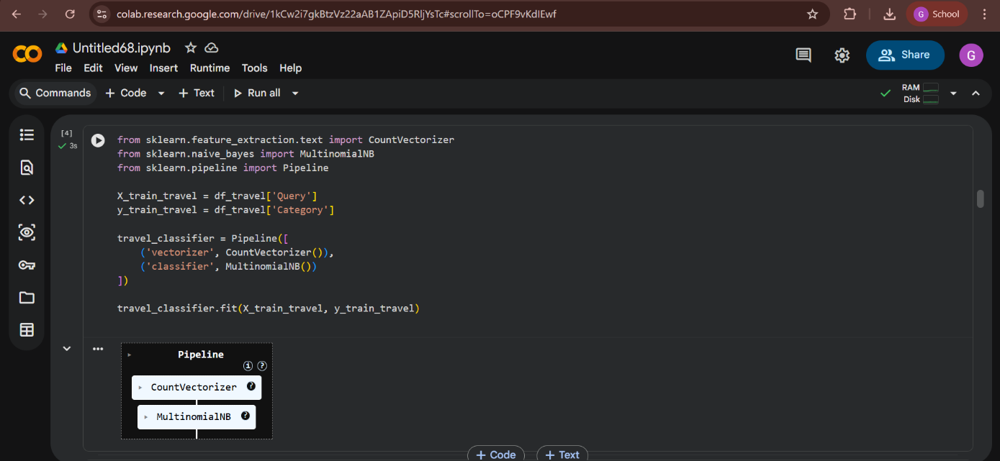 colab.research.google.com/drive/1kCw2i7gkBtzVz22aAB1ZApiD5RljYsTc#scrollTo=oCPF9vKdIEwf
G School
CO Untitled68.ipynb
File Edit View Insert Runtime Tools Help
Share
G
Commands + Code + Text Run all
RAM
Disk
[4]
3s
from sklearn.feature_extraction.text import CountVectorizer
from sklearn.naive_bayes import MultinomialNB
from sklearn.pipeline import Pipeline
X_train_travel = df_travel['Query']
y_train_travel = df_travel['Category']
travel_classifier = Pipeline([
('vectorizer', CountVectorizer()),
('classifier', MultinomialNB())
])
travel_classifier.fit(X_train_travel, y_train_travel)
Pipeline
i ?
CountVectorizer ?
MultinomialNB ?
+ Code + Text